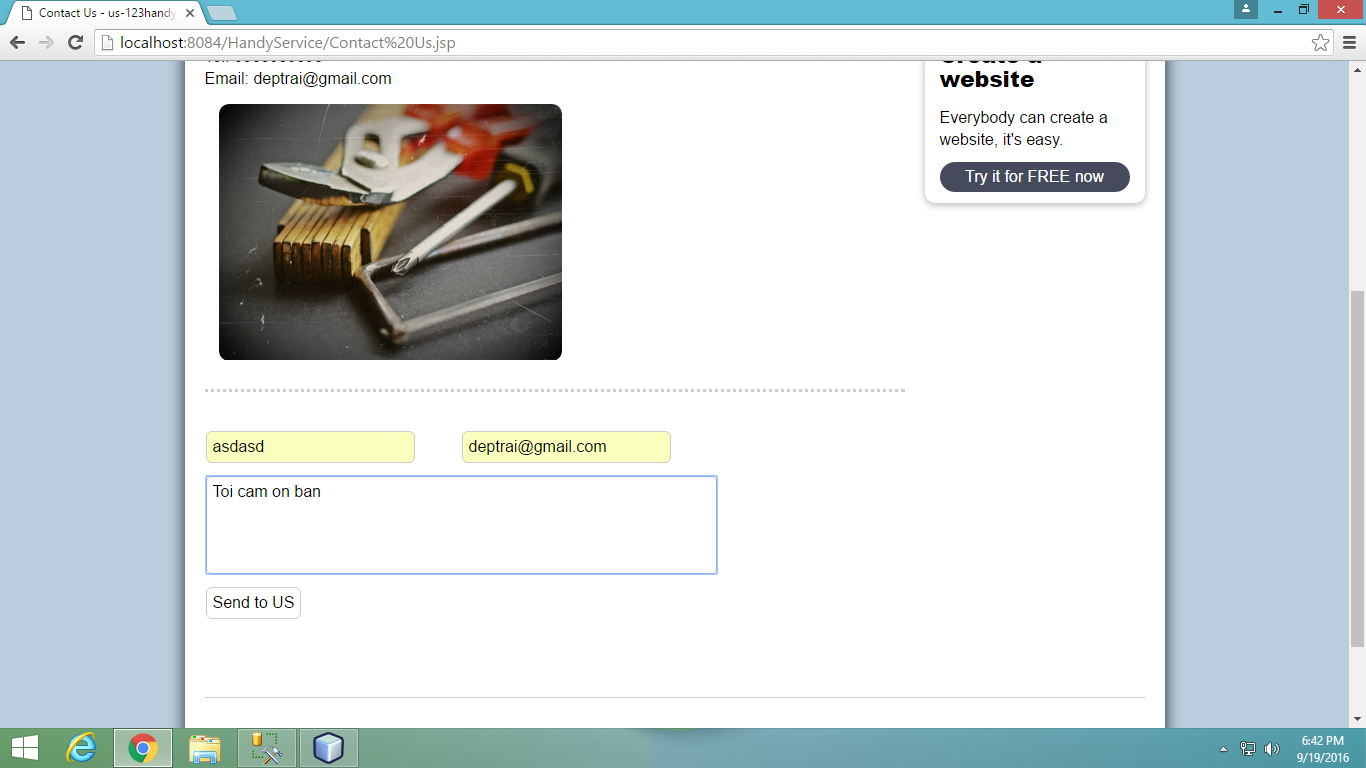 Contact Us - us-123handy
localhost:8084/HandyService/Contact%20Us.jsp
Email: deptrai@gmail.com
Create a
website
Everybody can create a
website, it's easy.
Try it for FREE now
asdasd
deptrai@gmail.com
Toi cam on ban
Send to US
6:42 PM
9/19/2016